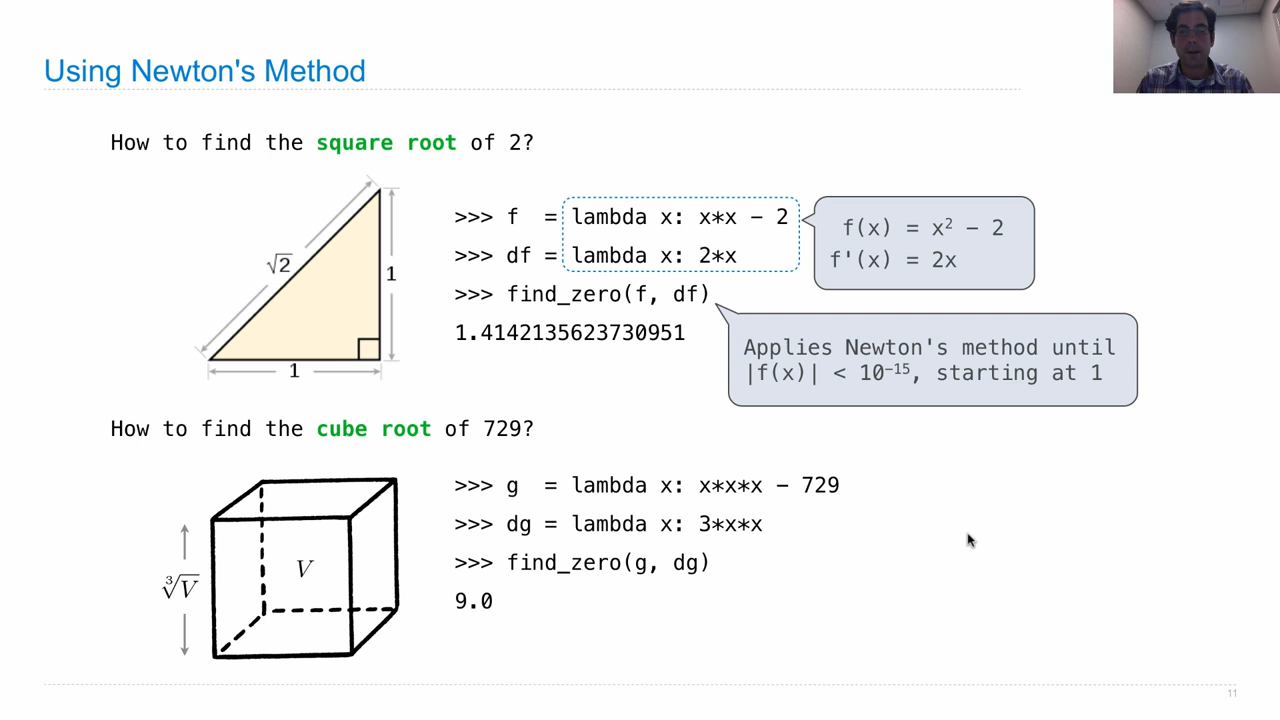 Using Newton's Method
How to find the square root of 2?
√2
1
1
>>> f  = lambda x: x*x − 2
>>> df = lambda x: 2*x
>>> find_zero(f, df)
1.4142135623730951
f(x) = x² − 2
f'(x) = 2x
Applies Newton's method until
|f(x)| < 10⁻¹⁵, starting at 1
How to find the cube root of 729?
∛V
V
>>> g  = lambda x: x*x*x − 729
>>> dg = lambda x: 3*x*x
>>> find_zero(g, dg)
9.0
11